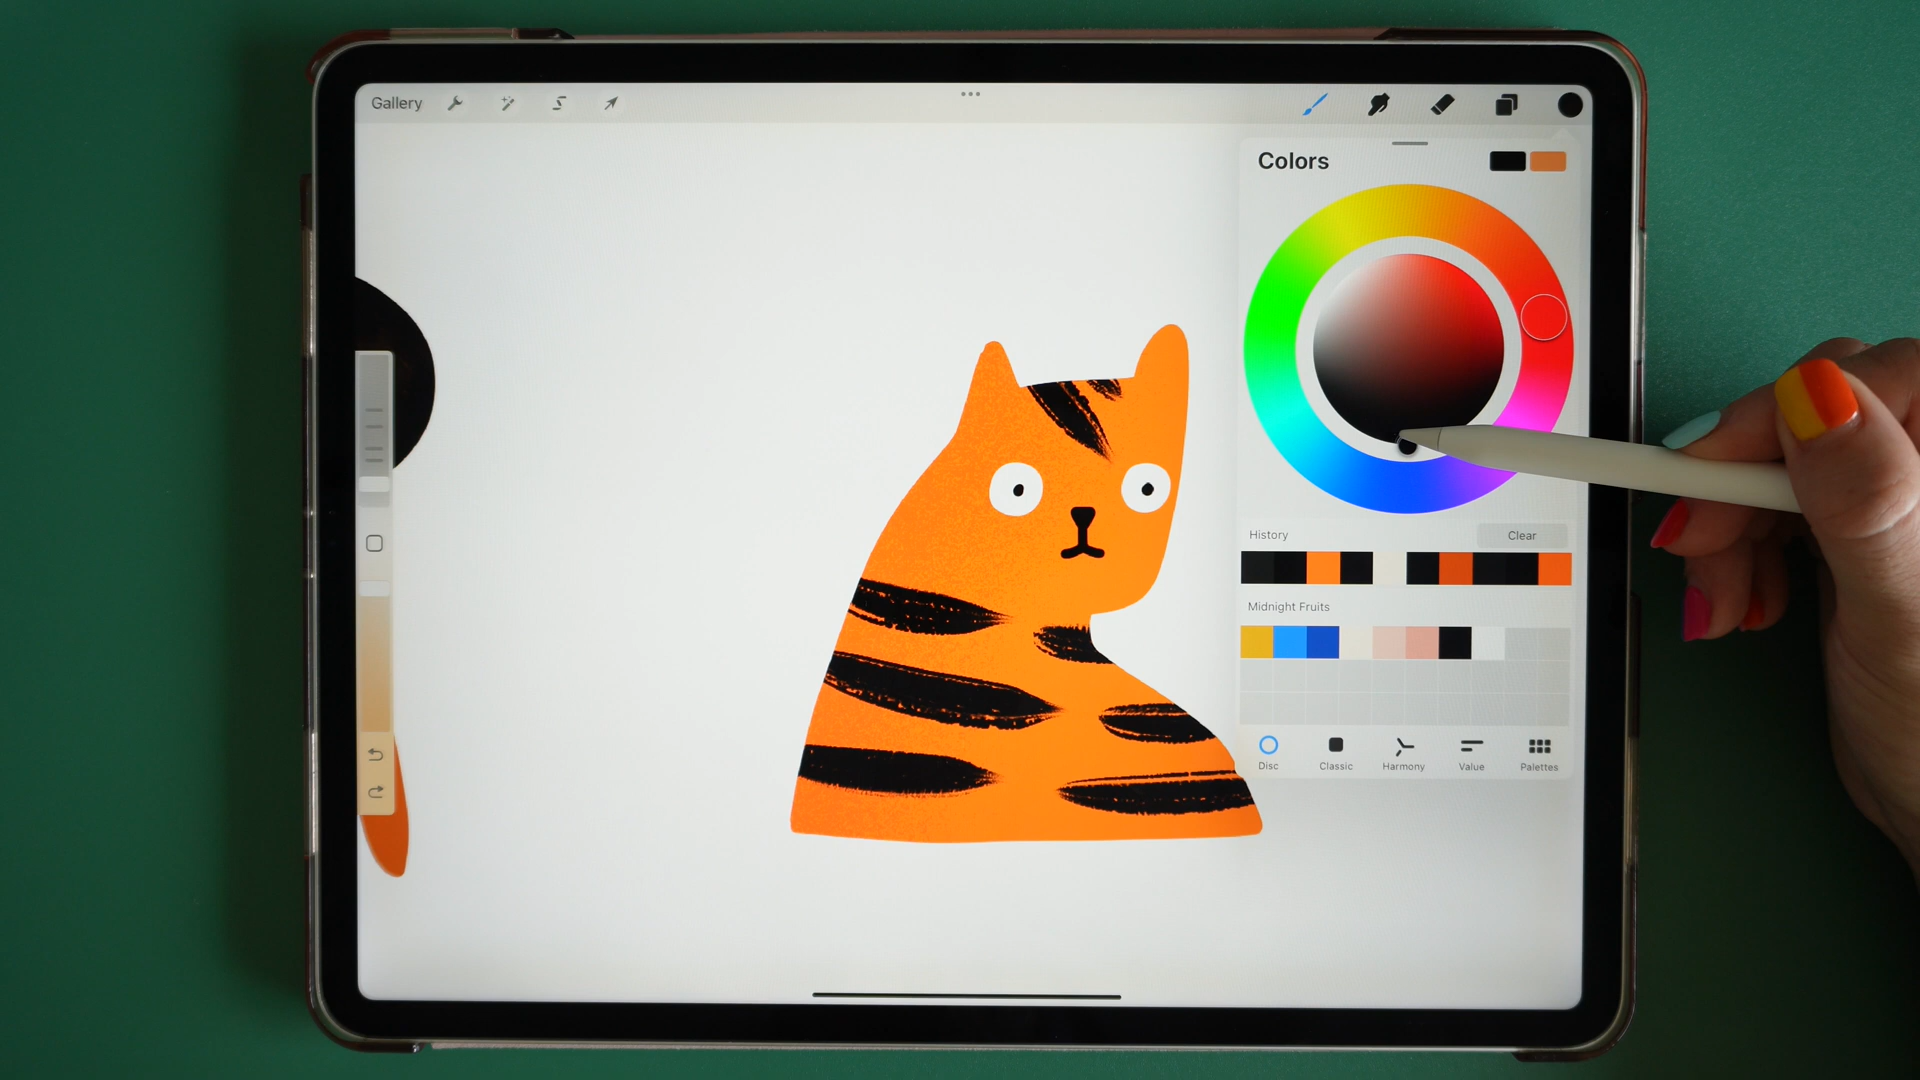 Gallery
Colors
History
Clear
Midnight Fruits
Disc
Classic
Harmony
Value
Palettes